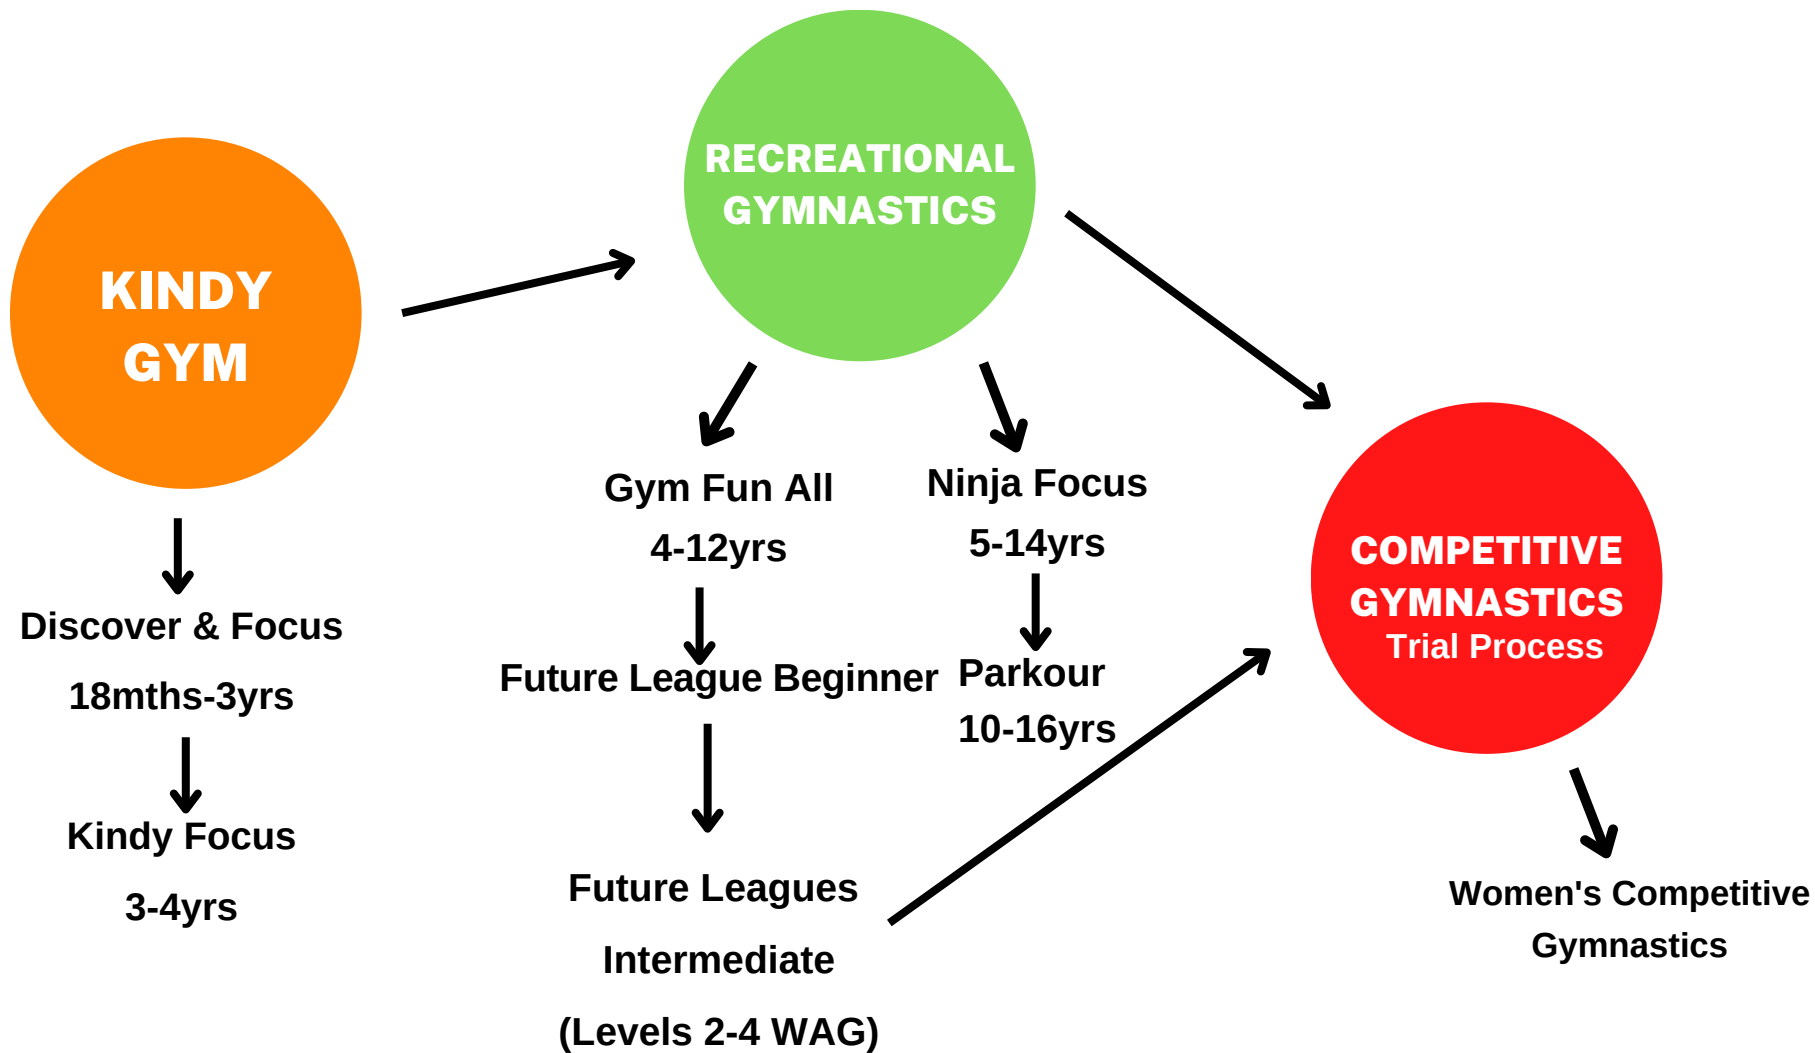 KINDY
GYM
Discover & Focus
18mths-3yrs
Kindy Focus
3-4yrs
RECREATIONAL
GYMNASTICS
Gym Fun All
4-12yrs
Future League Beginner
Future Leagues
Intermediate
(Levels 2-4 WAG)
Ninja Focus
5-14yrs
Parkour
10-16yrs
COMPETITIVE
GYMNASTICS
Trial Process
Women's Competitive
Gymnastics